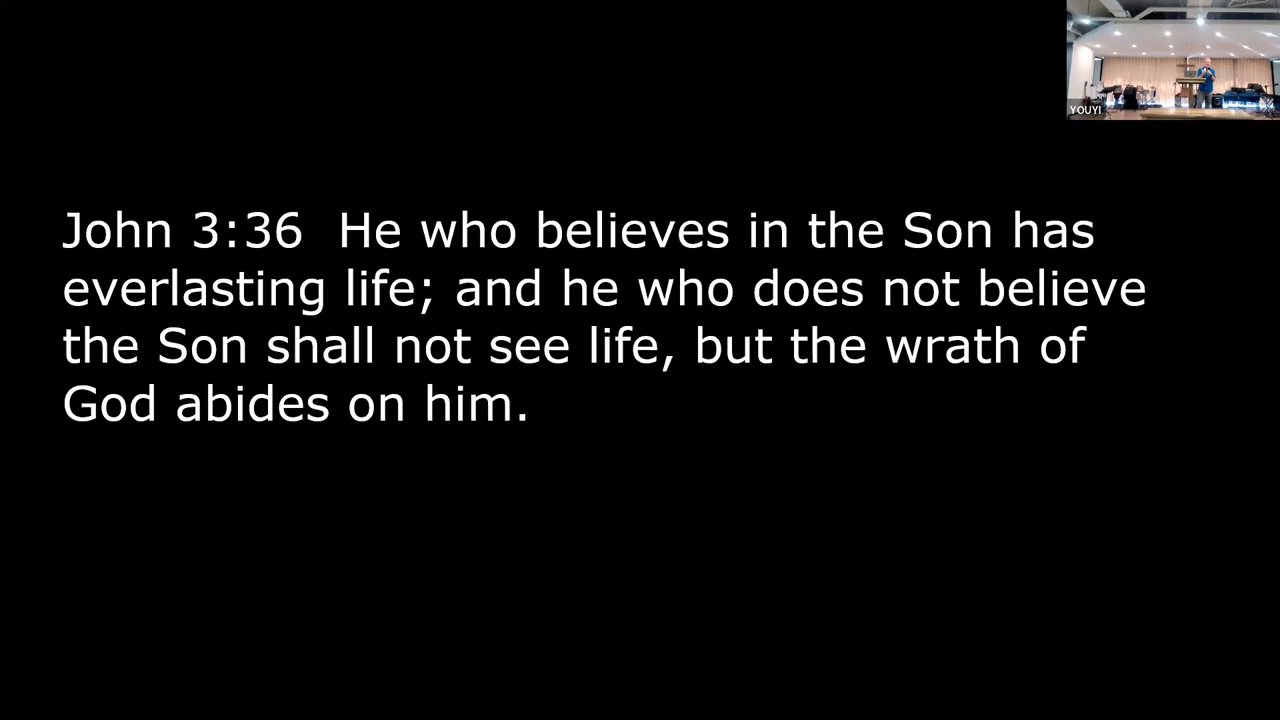 YOUYI
John 3:36  He who believes in the Son has
everlasting life; and he who does not believe
the Son shall not see life, but the wrath of
God abides on him.